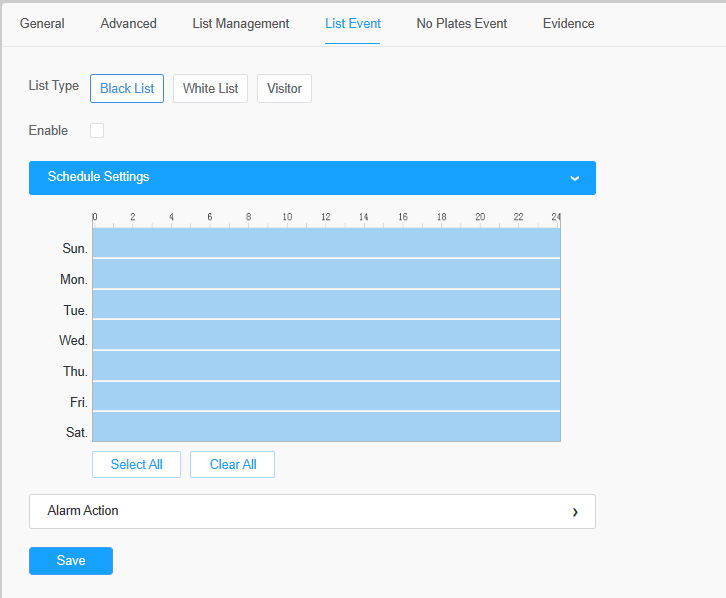 General Advanced List Management List Event No Plates Event Evidence
List Type Black List White List Visitor
Enable
Schedule Settings
0 2 4 6 8 10 12 14 16 18 20 22 24
Sun.
Mon.
Tue.
Wed.
Thu.
Fri.
Sat.
Select All Clear All
Alarm Action
Save